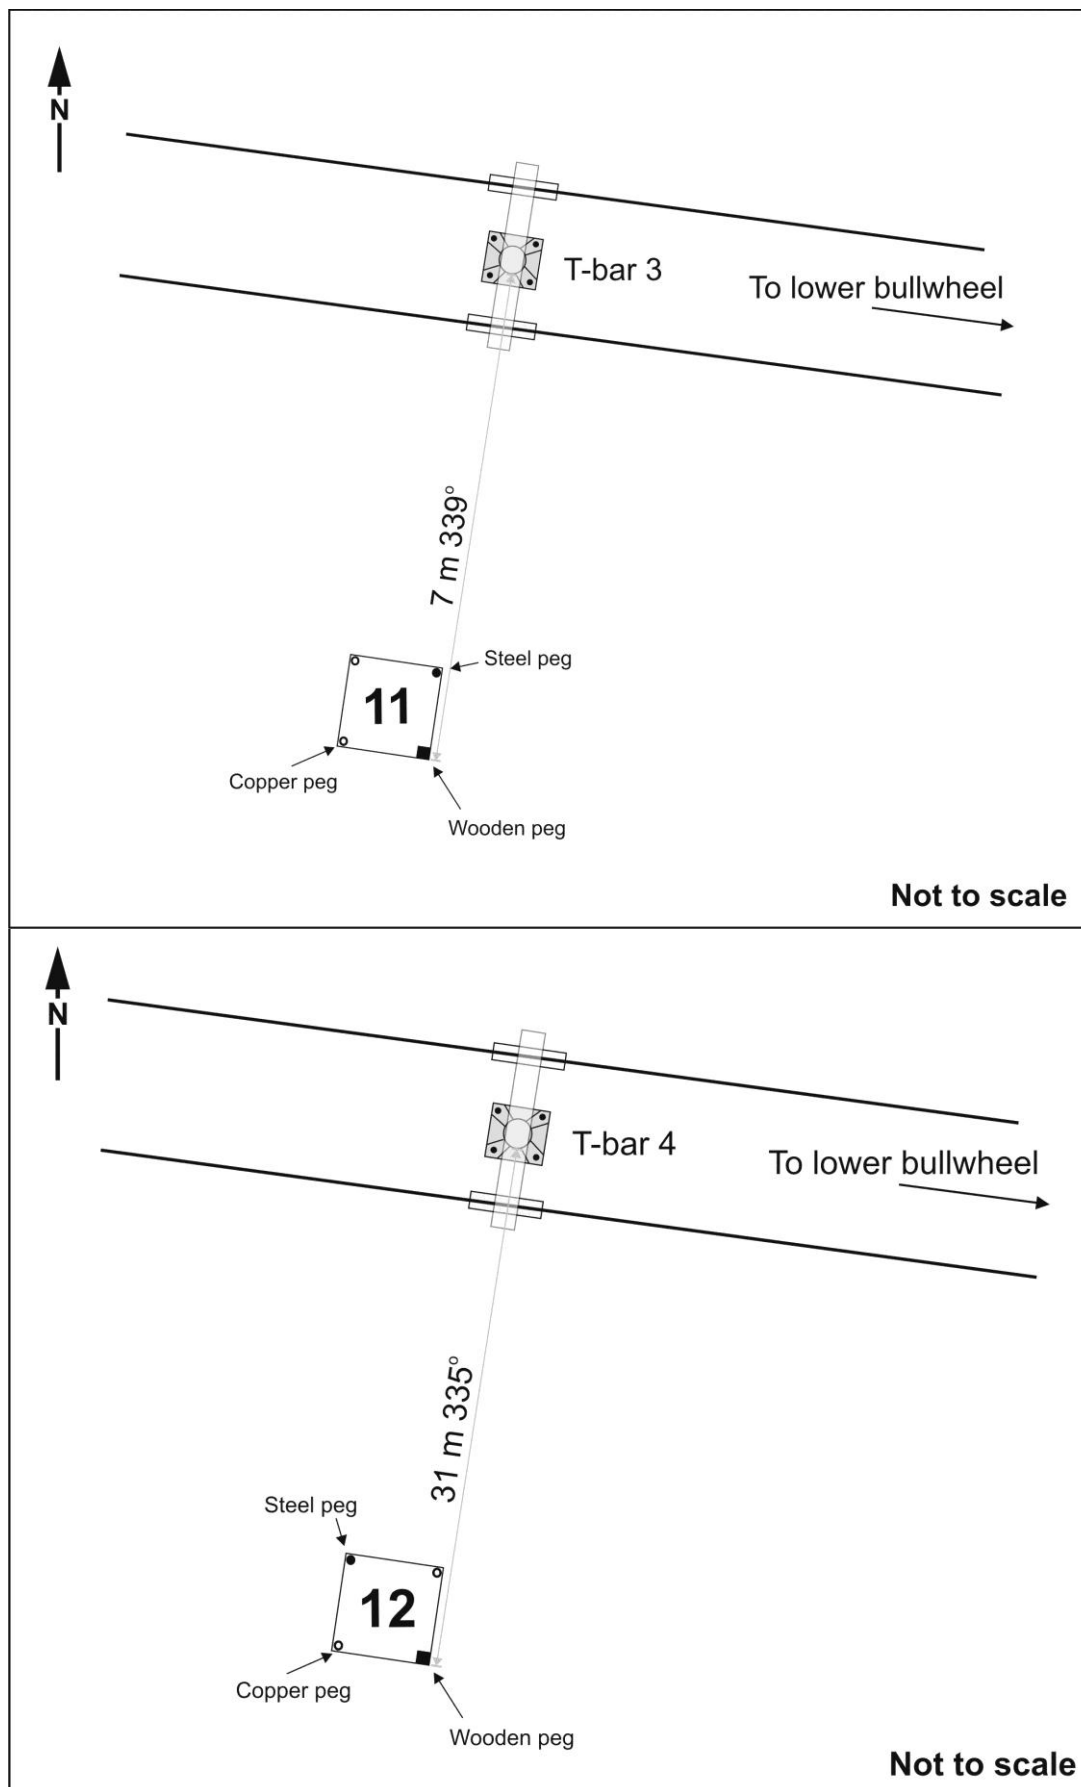 N
T-bar 3
To lower bullwheel
7 m 339°
Steel peg
11
Copper peg
Wooden peg
Not to scale
N
T-bar 4
To lower bullwheel
31 m 335°
Steel peg
12
Copper peg
Wooden peg
Not to scale